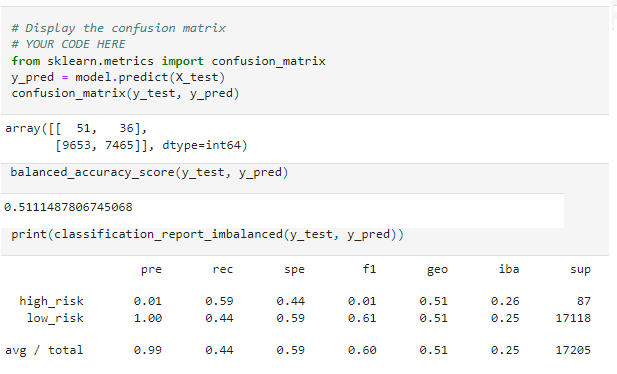 # Display the confusion matrix
# YOUR CODE HERE
from sklearn.metrics import confusion_matrix
y_pred = model.predict(X_test)
confusion_matrix(y_test, y_pred)
array([[  51,   36],
       [9653, 7465]], dtype=int64)
balanced_accuracy_score(y_test, y_pred)
0.5111487806745068
print(classification_report_imbalanced(y_test, y_pred))
pre rec spe f1 geo iba sup
high_risk 0.01 0.59 0.44 0.01 0.51 0.26 87
low_risk 1.00 0.44 0.59 0.61 0.51 0.25 17118
avg / total 0.99 0.44 0.59 0.60 0.51 0.25 17205